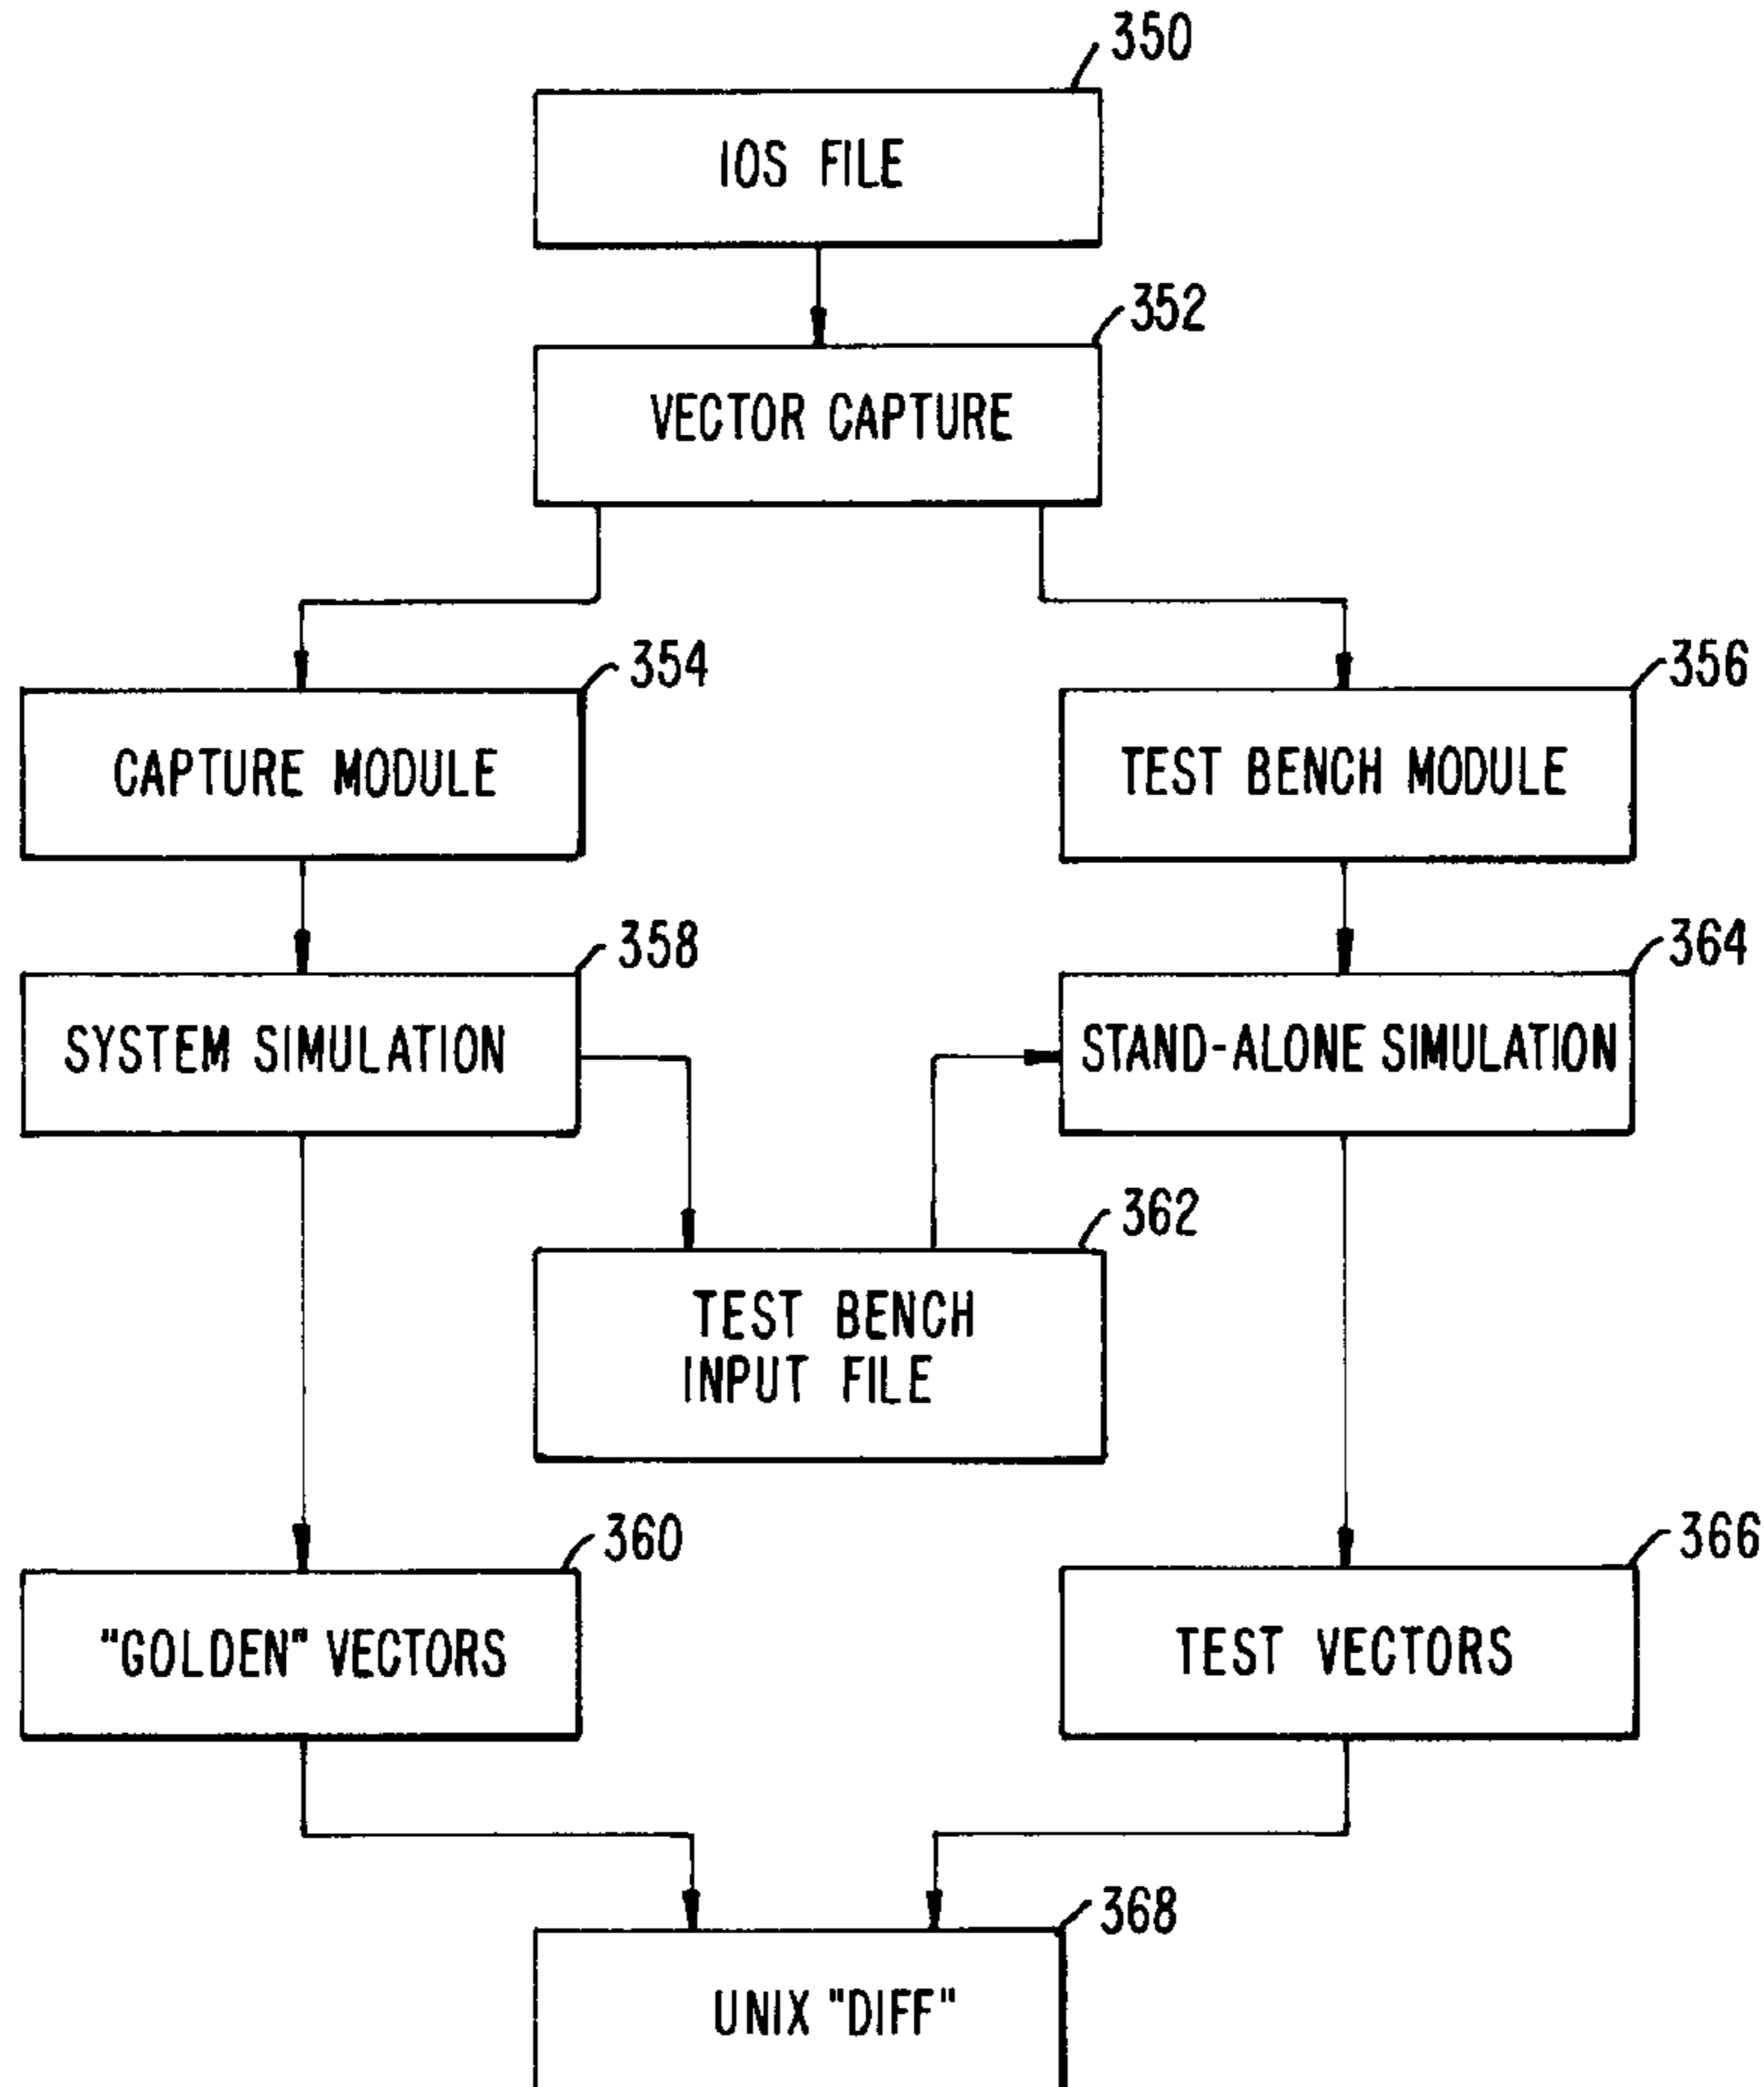 350
IOS FILE
352
VECTOR CAPTURE
354
356
CAPTURE MODULE
TEST BENCH MODULE
358
364
SYSTEM SIMULATION
STAND-ALONE SIMULATION
362
TEST BENCH
INPUT FILE
360
366
"GOLDEN" VECTORS
TEST VECTORS
368
UNIX "DIFF"